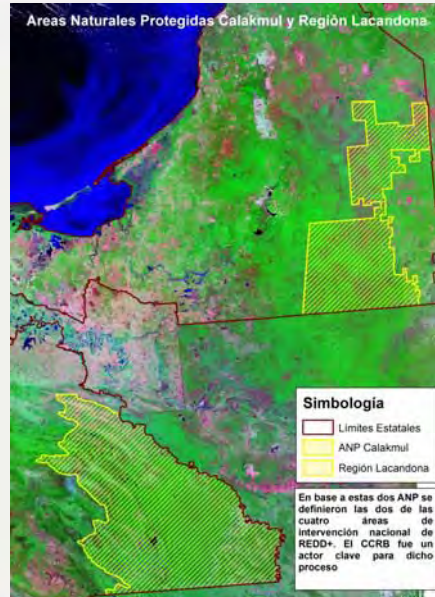 Areas Naturales Protegidas Calakmul y Región Lacandona
Simbología
Limites Estatales
ANP Calakmul
Región Lacandona
En base a estas dos ANP se
definieron las dos de las
cuatro áreas de
intervención nacional de
REDD+. El CCRB fue un
actor clave para dicho
proceso